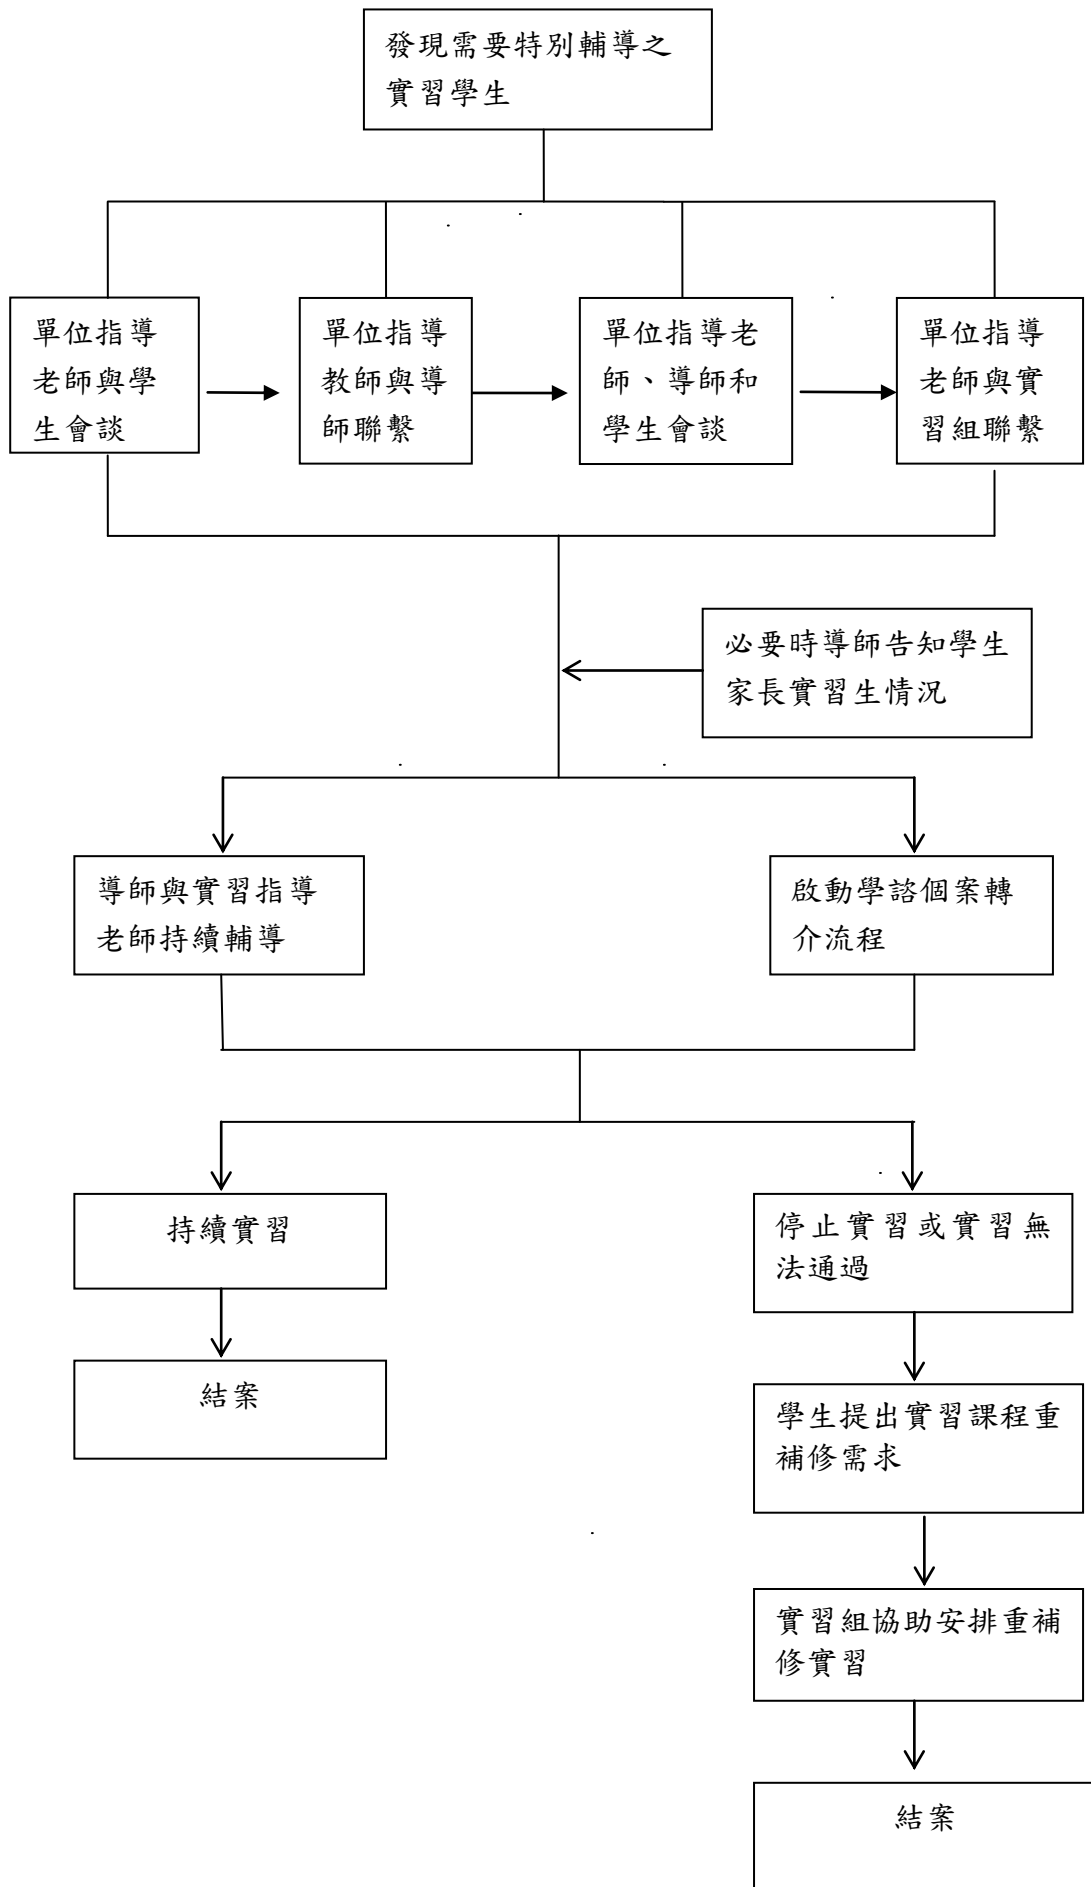 發現需要特別輔導之
實習學生
單位指導
老師與學
生會談
單位指導
教師與導
師聯繫
單位指導老
師、導師和
學生會談
單位指導
老師與實
習組聯繫
必要時導師告知學生
家長實習生情況
導師與實習指導
老師持續輔導
啟動學諮個案轉
介流程
持續實習
停止實習或實習無
法通過
結案
學生提出實習課程重
補修需求
實習組協助安排重補
修實習
結案